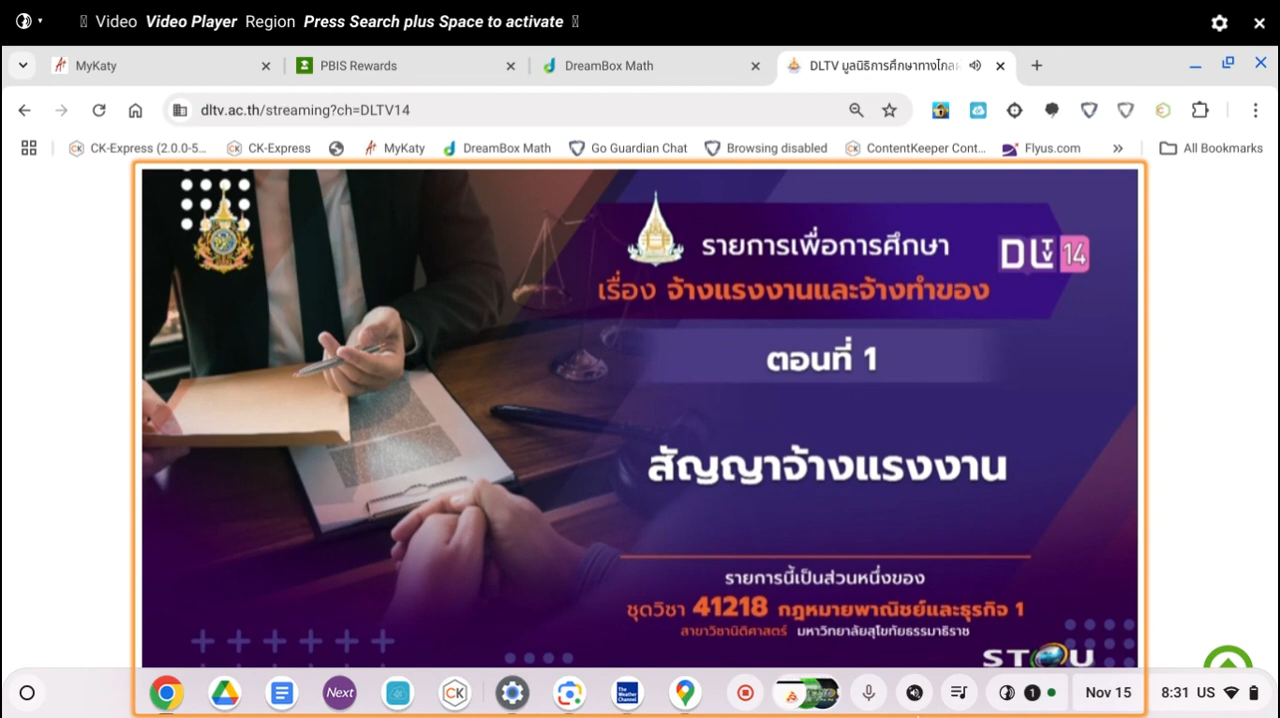 Video Video Player Region Press Search plus Space to activate
MyKaty
PBIS Rewards
DreamBox Math
DLTV มูลนิธิการศึกษาทางไกลผ
dltv.ac.th/streaming?ch=DLTV14
CK-Express (2.0.0-5...
CK-Express
MyKaty
DreamBox Math
Go Guardian Chat
Browsing disabled
ContentKeeper Cont...
Flyus.com
All Bookmarks
รายการเพื่อการศึกษา
DLTV 14
เรื่อง จ้างแรงงานและจ้างทำของ
ตอนที่ 1
สัญญาจ้างแรงงาน
รายการนี้เป็นส่วนหนึ่งของ
ชุดวิชา 41218 กฎหมายพาณิชย์และธุรกิจ 1
สาขาวิชานิติศาสตร์ มหาวิทยาลัยสุโขทัยธรรมาธิราช
STOU
Next
CK
The Weather Channel
1
Nov 15
8:31 US